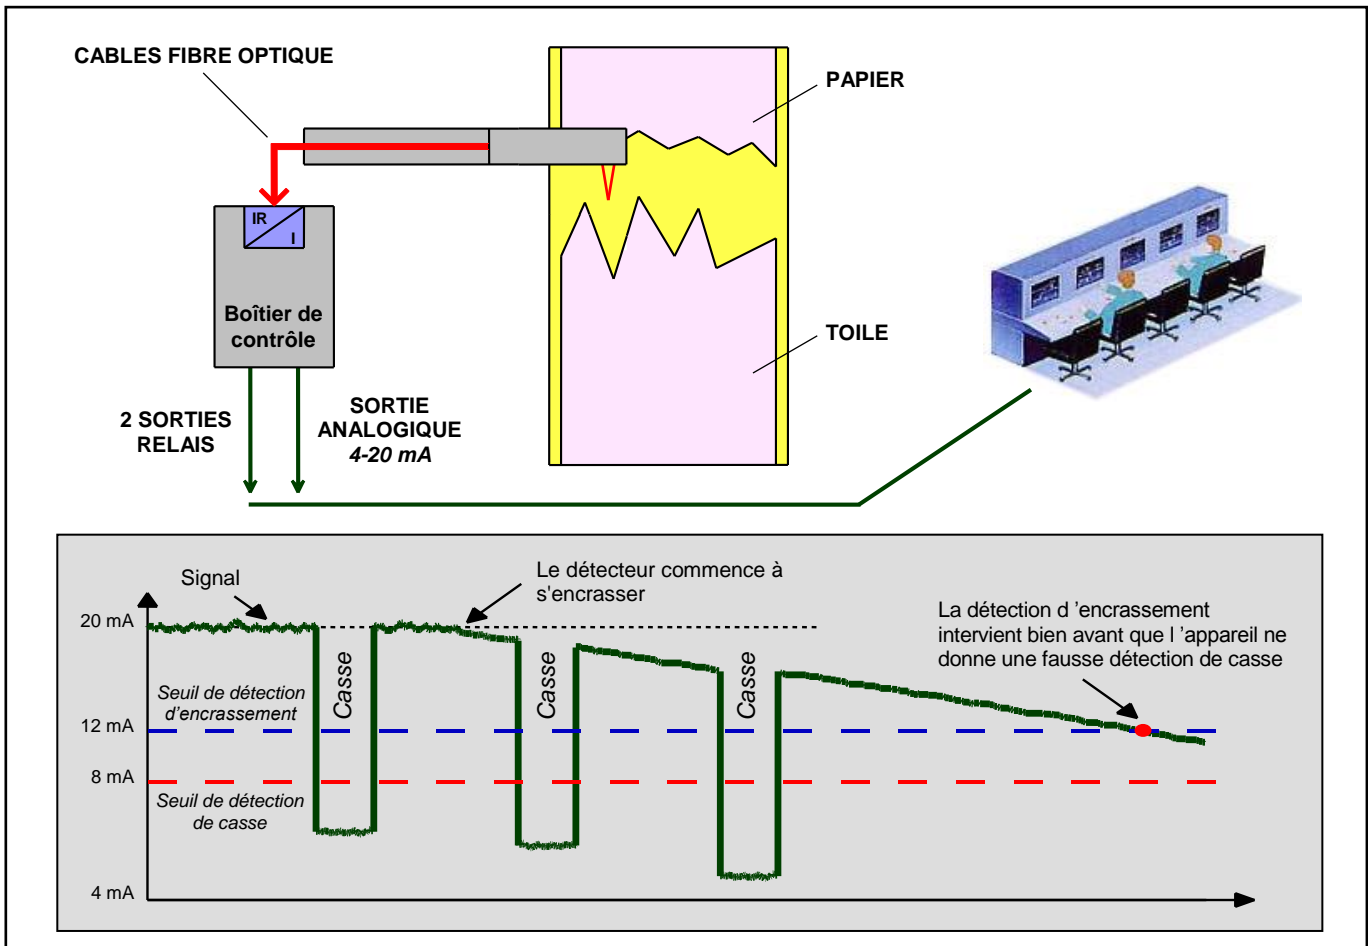 CABLES FIBRE OPTIQUE
PAPIER
IR
I
Boîtier de
contrôle
TOILE
2 SORTIES
RELAIS
SORTIE
ANALOGIQUE
4-20 mA
Signal
Le détecteur commence à
s'encrasser
La détection d 'encrassement
intervient bien avant que l 'appareil ne
donne une fausse détection de casse
20 mA
Casse
Casse
Casse
Seuil de détection
d'encrassement
12 mA
8 mA
Seuil de détection
de casse
4 mA